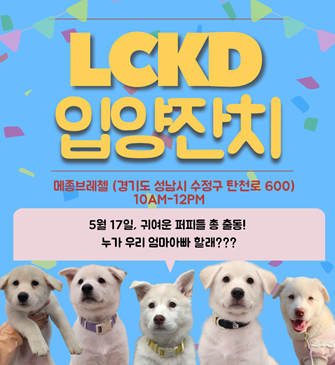 LCKD
입양잔치
메종브레첼 (경기도 성남시 수정구 탄천로 600)
10AM-12PM
5월 17일, 귀여운 퍼피들 총 출동!
누가 우리 엄마아빠 할래???